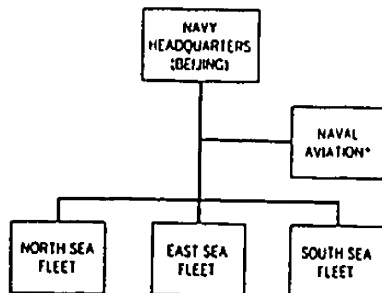 NAVY
HEADQUARTERS
(BEIJING)
NAVAL
AVIATION*
NORTH SEA
FLEET
EAST SEA
FLEET
SOUTH SEA
FLEET